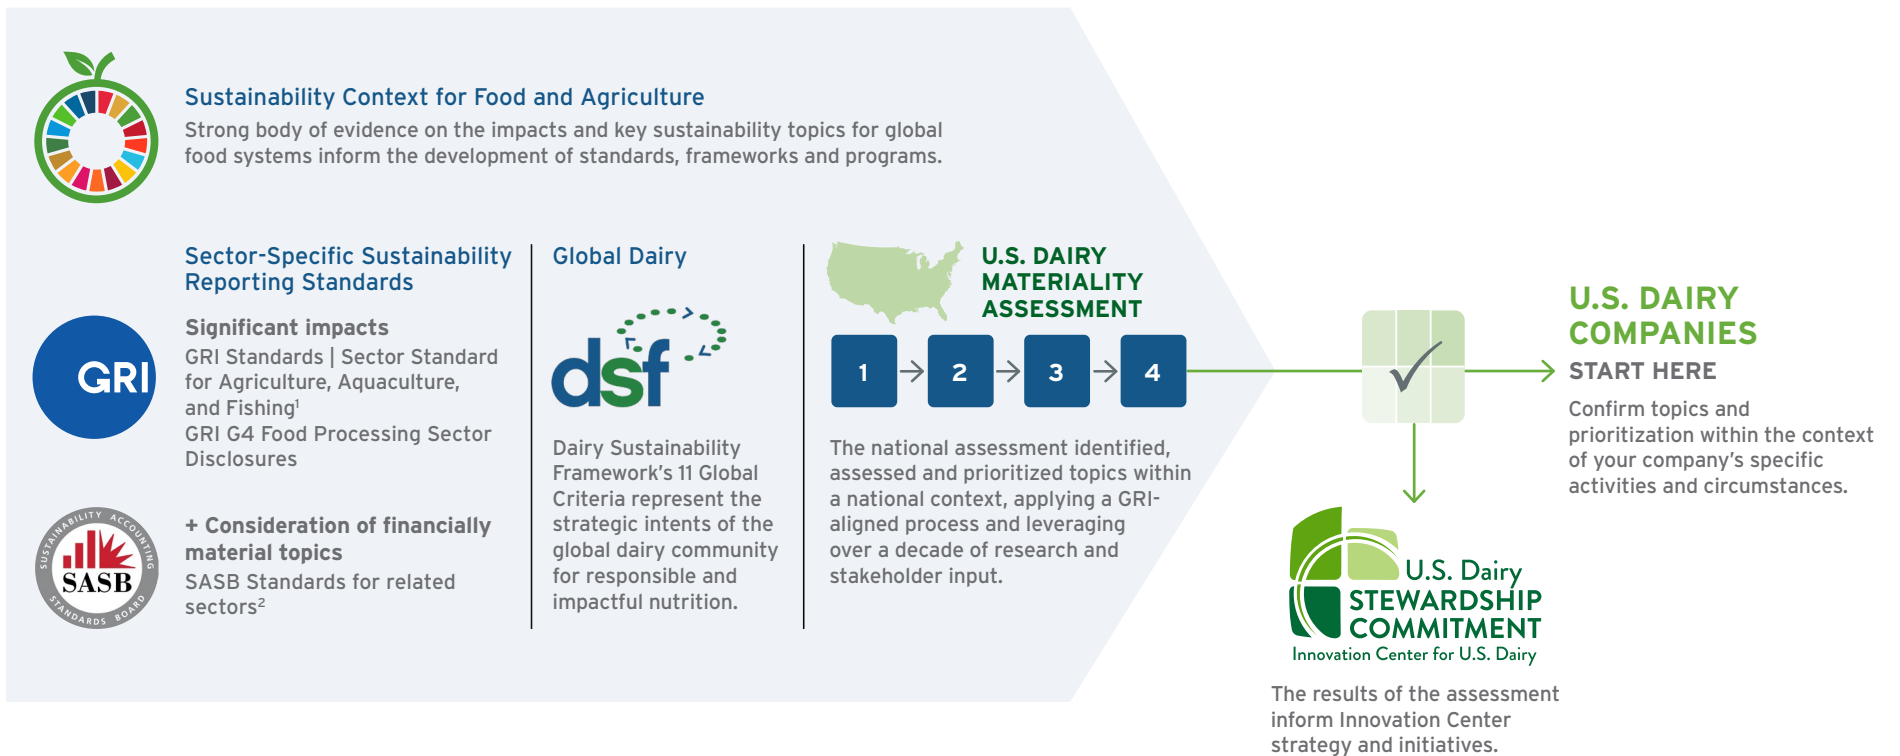 Sustainability Context for Food and Agriculture
Strong body of evidence on the impacts and key sustainability topics for global
food systems inform the development of standards, frameworks and programs.
Sector-Specific Sustainability
Reporting Standards
GRI
Significant impacts
GRI Standards | Sector Standard
for Agriculture, Aquaculture,
and Fishing¹
GRI G4 Food Processing Sector
Disclosures
SUSTAINABILITY ACCOUNTING
SASB
STANDARDS BOARD
+ Consideration of financially
material topics
SASB Standards for related
sectors²
Global Dairy
dsf
Dairy Sustainability
Framework’s 11 Global
Criteria represent the
strategic intents of the
global dairy community
for responsible and
impactful nutrition.
U.S. DAIRY
MATERIALITY
ASSESSMENT
1 2 3 4
The national assessment identified,
assessed and prioritized topics within
a national context, applying a GRI-
aligned process and leveraging
over a decade of research and
stakeholder input.
U.S. DAIRY
COMPANIES
START HERE
Confirm topics and
prioritization within the context
of your company’s specific
activities and circumstances.
U.S. Dairy
STEWARDSHIP
COMMITMENT
Innovation Center for U.S. Dairy
The results of the assessment
inform Innovation Center
strategy and initiatives.